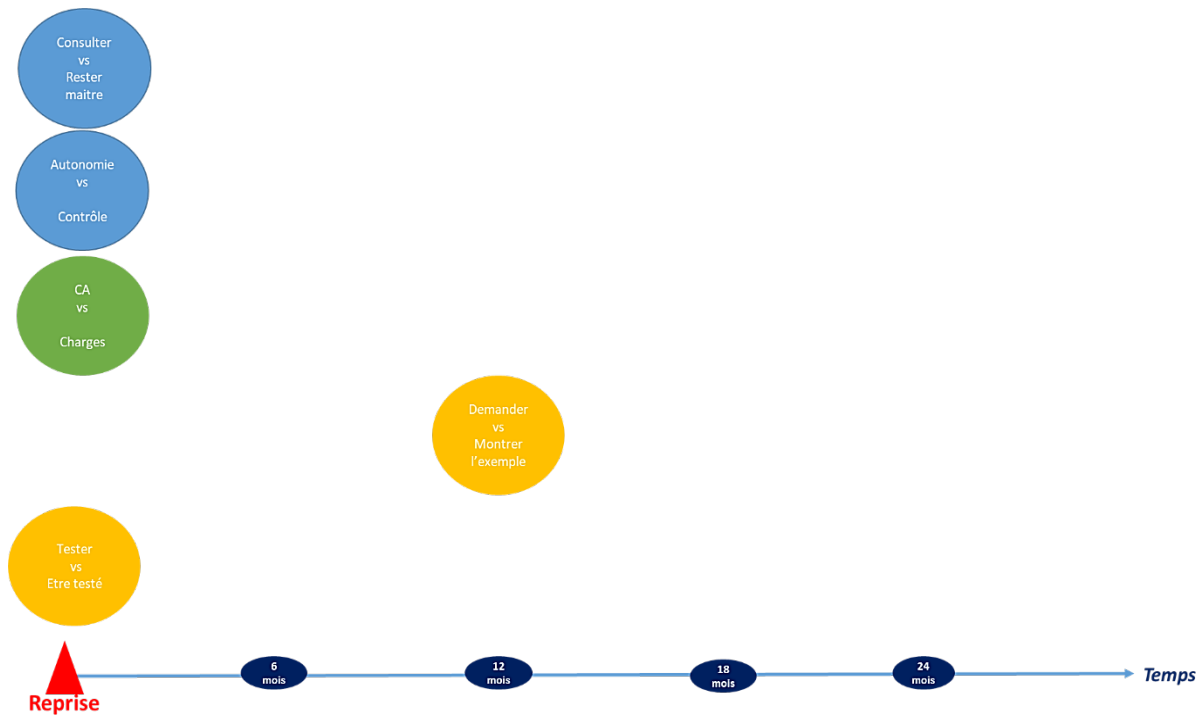 Consulter
vs
Rester
maitre
Autonomie
vs
Contrôle
CA
vs
Charges
Demander
vs
Montrer
l'exemple
Tester
vs
Etre testé
6
mois
12
mois
18
mois
24
mois
Temps
Reprise